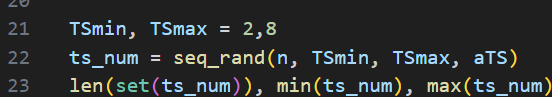 21 TSmin, TSmax = 2,8
22 ts_num = seq_rand(n, TSmin, TSmax, aTS)
23 len(set(ts_num)), min(ts_num), max(ts_num)